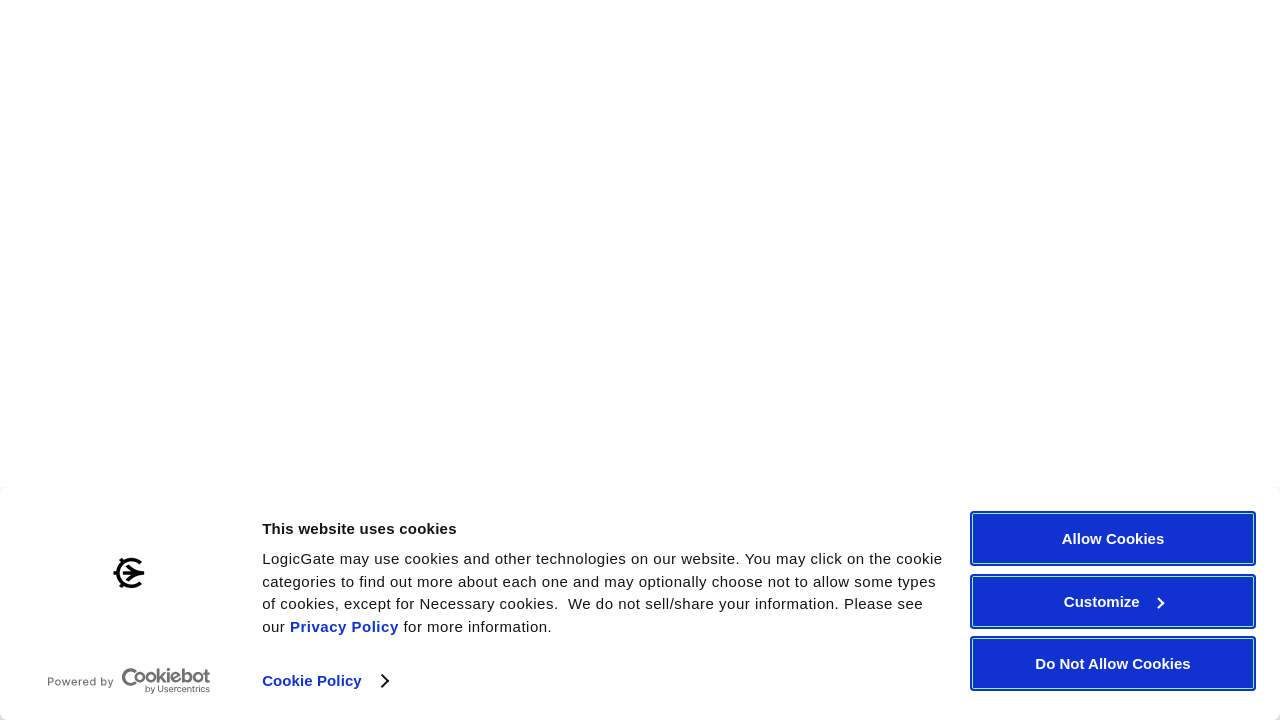 This website uses cookies
LogicGate may use cookies and other technologies on our website. You may click on the cookie
categories to find out more about each one and may optionally choose not to allow some types
of cookies, except for Necessary cookies.  We do not sell/share your information. Please see
our Privacy Policy for more information.
Cookie Policy
Powered by Cookiebot
by Usercentrics
Allow Cookies
Customize
Do Not Allow Cookies